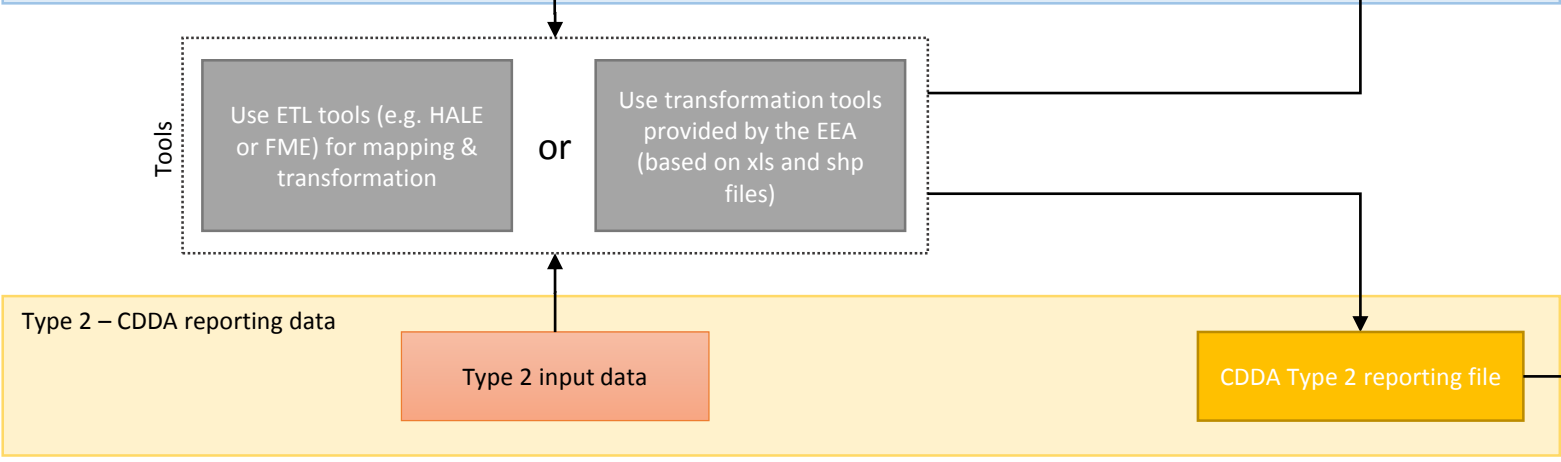 Tools
Use ETL tools (e.g. HALE
or FME) for mapping &
transformation
or
Use transformation tools
provided by the EEA
(based on xls and shp
files)
Type 2 – CDDA reporting data
Type 2 input data
CDDA Type 2 reporting file